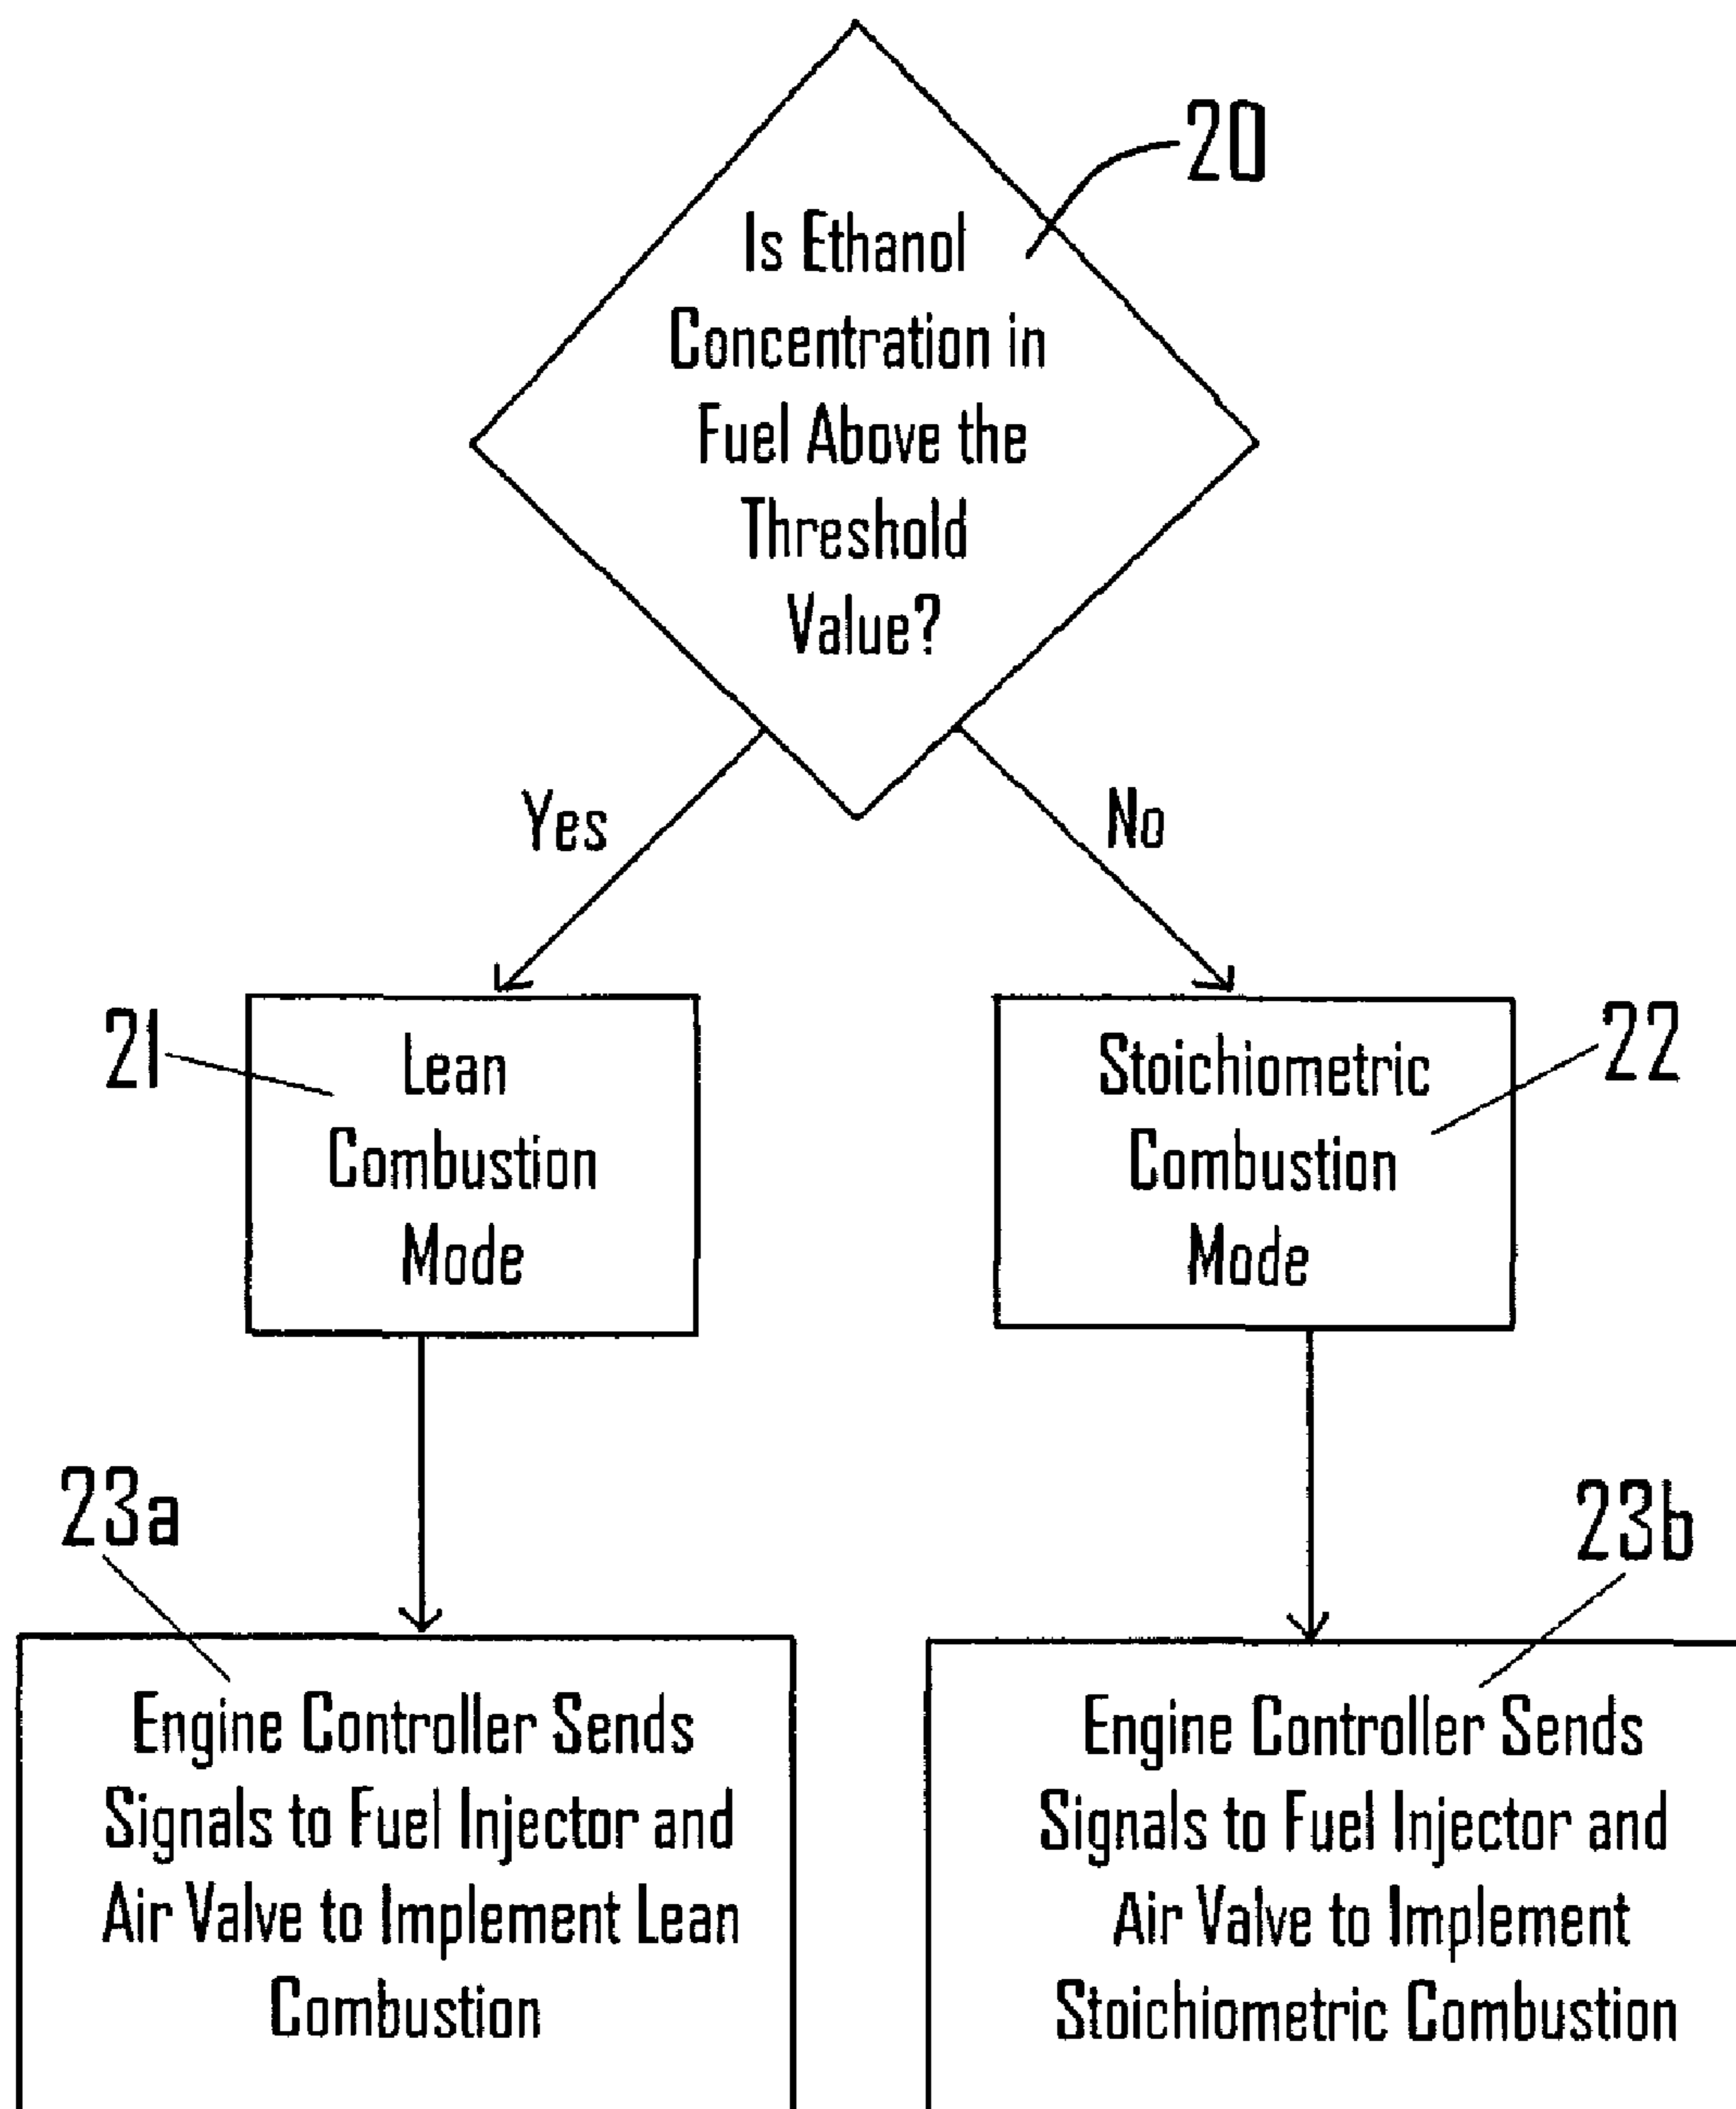 20
Is Ethanol
Concentration in
Fuel Above the
Threshold
Value?
Yes
No
21
Lean
Combustion
Mode
22
Stoichiometric
Combustion
Mode
23a
Engine Controller Sends
Signals to Fuel Injector and
Air Valve to Implement Lean
Combustion
23b
Engine Controller Sends
Signals to Fuel Injector and
Air Valve to Implement
Stoichiometric Combustion